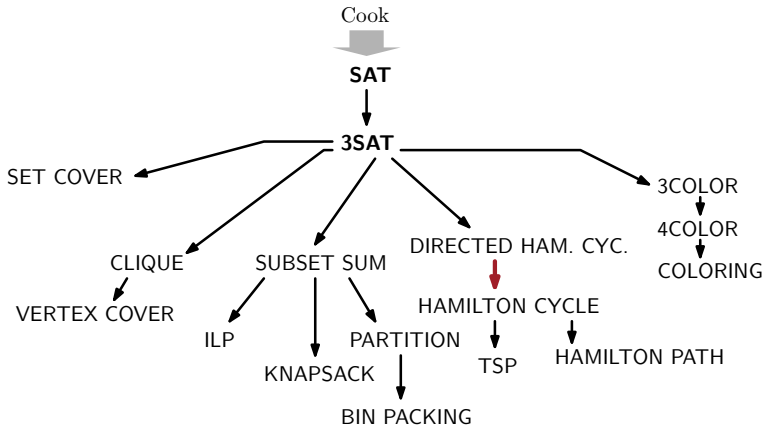 Cook
SAT
3SAT
SET COVER
3COLOR
4COLOR
COLORING
CLIQUE
SUBSET SUM
DIRECTED HAM. CYC.
VERTEX COVER
HAMILTON CYCLE
ILP
PARTITION
TSP
HAMILTON PATH
KNAPSACK
BIN PACKING